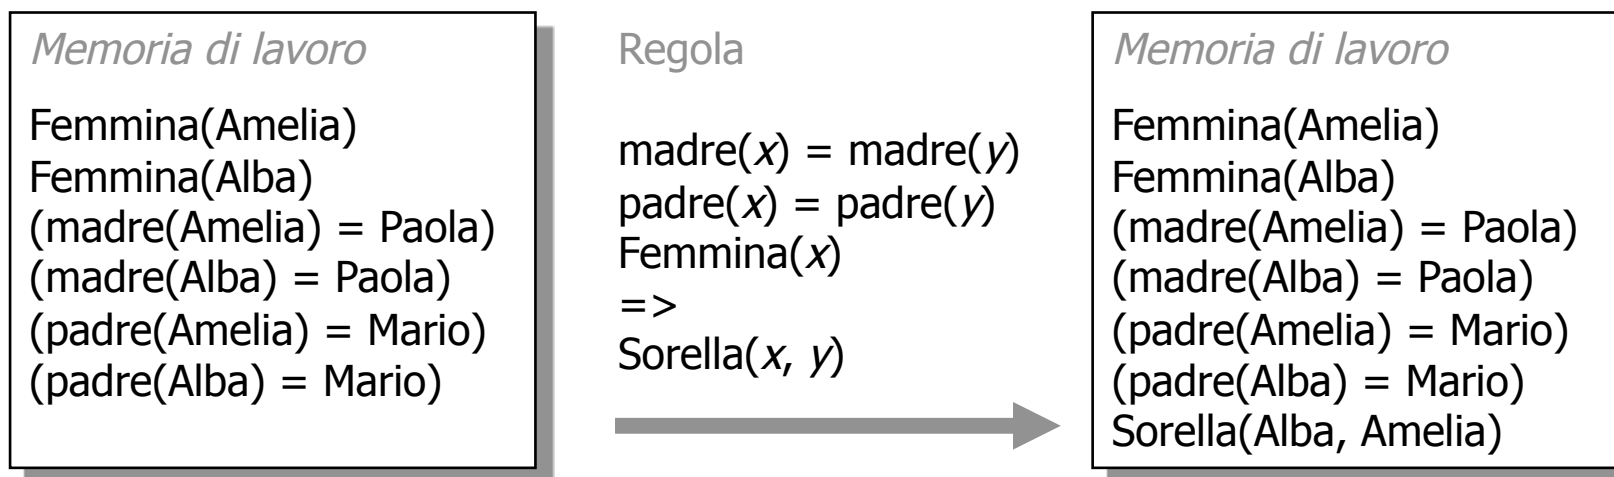 Memoria di lavoro
Femmina(Amelia)
Femmina(Alba)
(madre(Amelia) = Paola)
(madre(Alba) = Paola)
(padre(Amelia) = Mario)
(padre(Alba) = Mario)
Regola
madre(x) = madre(y)
padre(x) = padre(y)
Femmina(x)
=>
Sorella(x, y)
Memoria di lavoro
Femmina(Amelia)
Femmina(Alba)
(madre(Amelia) = Paola)
(madre(Alba) = Paola)
(padre(Amelia) = Mario)
(padre(Alba) = Mario)
Sorella(Alba, Amelia)